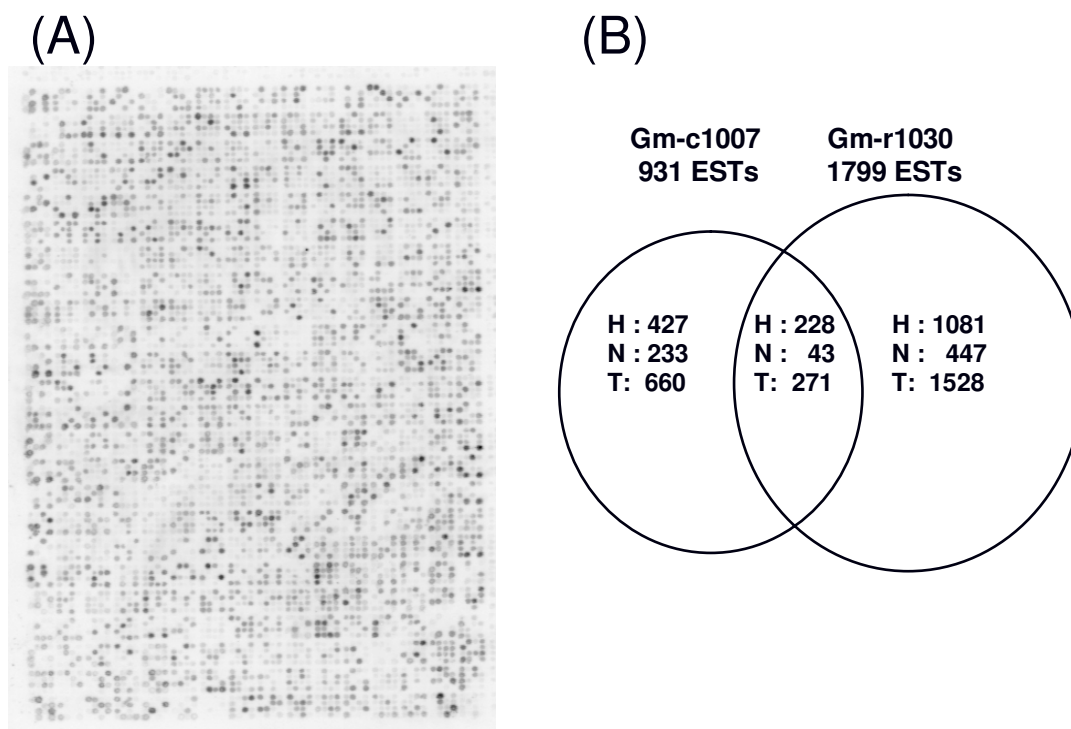 (A)
(B)
Gm-c1007
931 ESTs
Gm-r1030
1799 ESTs
H : 427
N : 233
T: 660
H : 228
N : 43
T: 271
H : 1081
N : 447
T: 1528